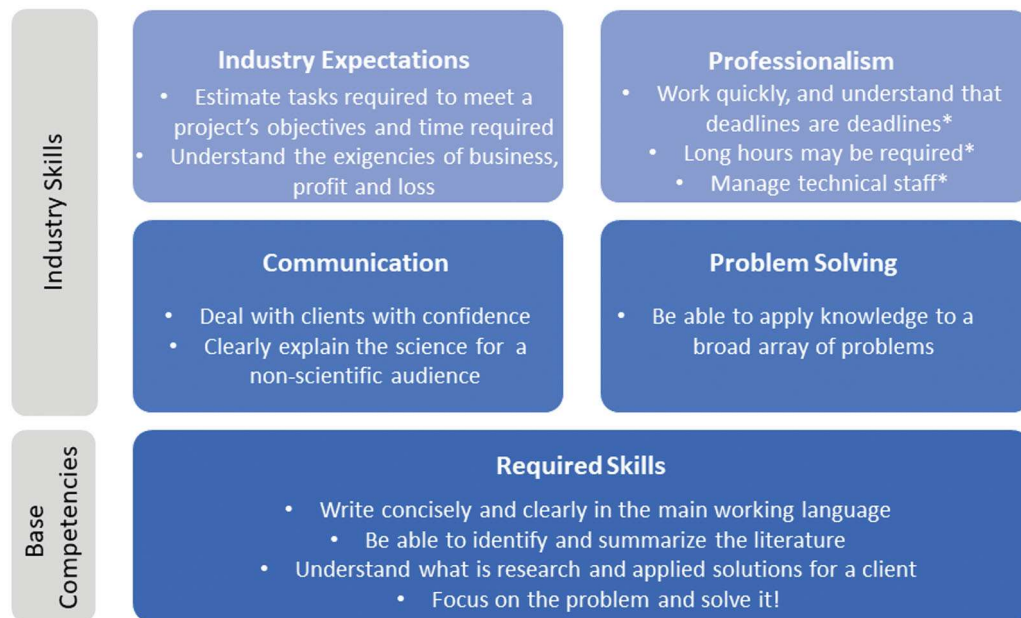 Industry Skills
Industry Expectations
• Estimate tasks required to meet a
project's objectives and time required
• Understand the exigencies of business,
profit and loss
Professionalism
• Work quickly, and understand that
deadlines are deadlines*
• Long hours may be required*
• Manage technical staff*
Communication
• Deal with clients with confidence
• Clearly explain the science for a
non-scientific audience
Problem Solving
• Be able to apply knowledge to a
broad array of problems
Base
Competencies
Required Skills
• Write concisely and clearly in the main working language
• Be able to identify and summarize the literature
• Understand what is research and applied solutions for a client
• Focus on the problem and solve it!